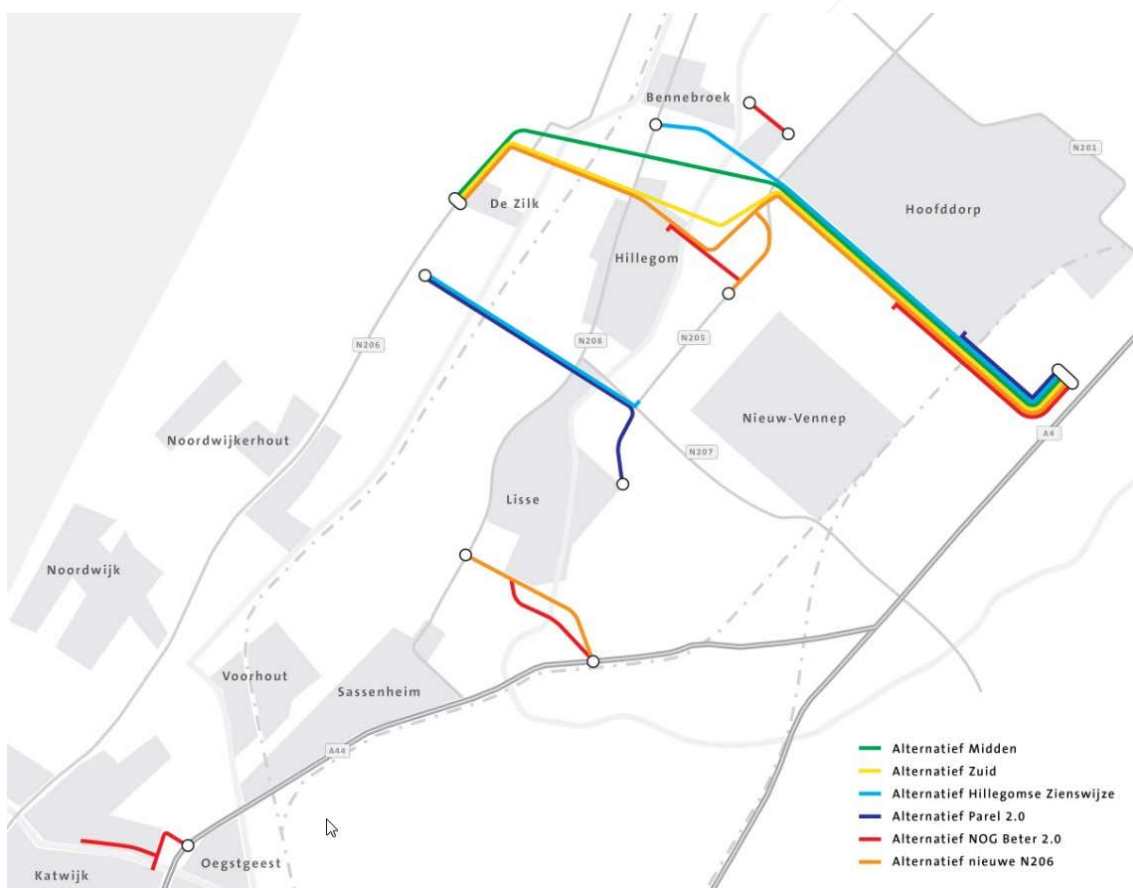 Bennebroek
N201
De Zilk
Hoofddorp
Hillegom
N206
N208
N205
Nieuw-Vennep
A4
Noordwijkerhout
N207
Lisse
Noordwijk
Voorhout
Sassenheim
A44
Oegstgeest
Katwijk
Alternatief Midden
Alternatief Zuid
Alternatief Hillegomse Zienswijze
Alternatief Parel 2.0
Alternatief NOG Beter 2.0
Alternatief nieuwe N206